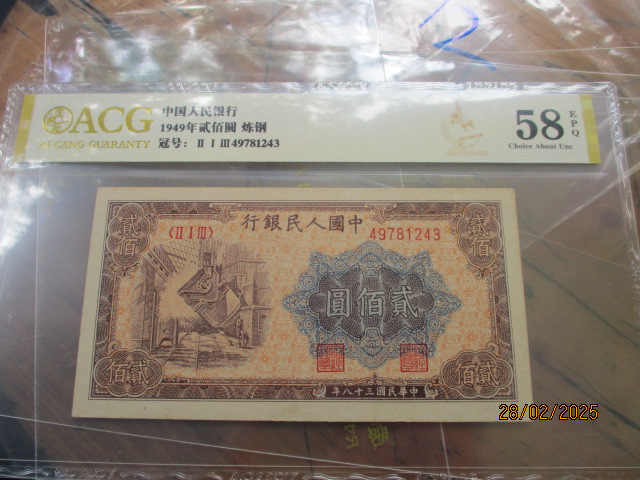 ACG
AI CANG GUARANTY
中国人民银行
1949年贰佰圆 炼钢
冠号： Ⅱ Ⅰ Ⅲ 49781243
58 EPQ
Choice About Unc
2
行銀民人國中
〈Ⅱ Ⅰ Ⅲ〉
49781243
貳佰
貳佰
圓佰貳
佰貳
佰貳
年八十三國民華中
28/02/2025